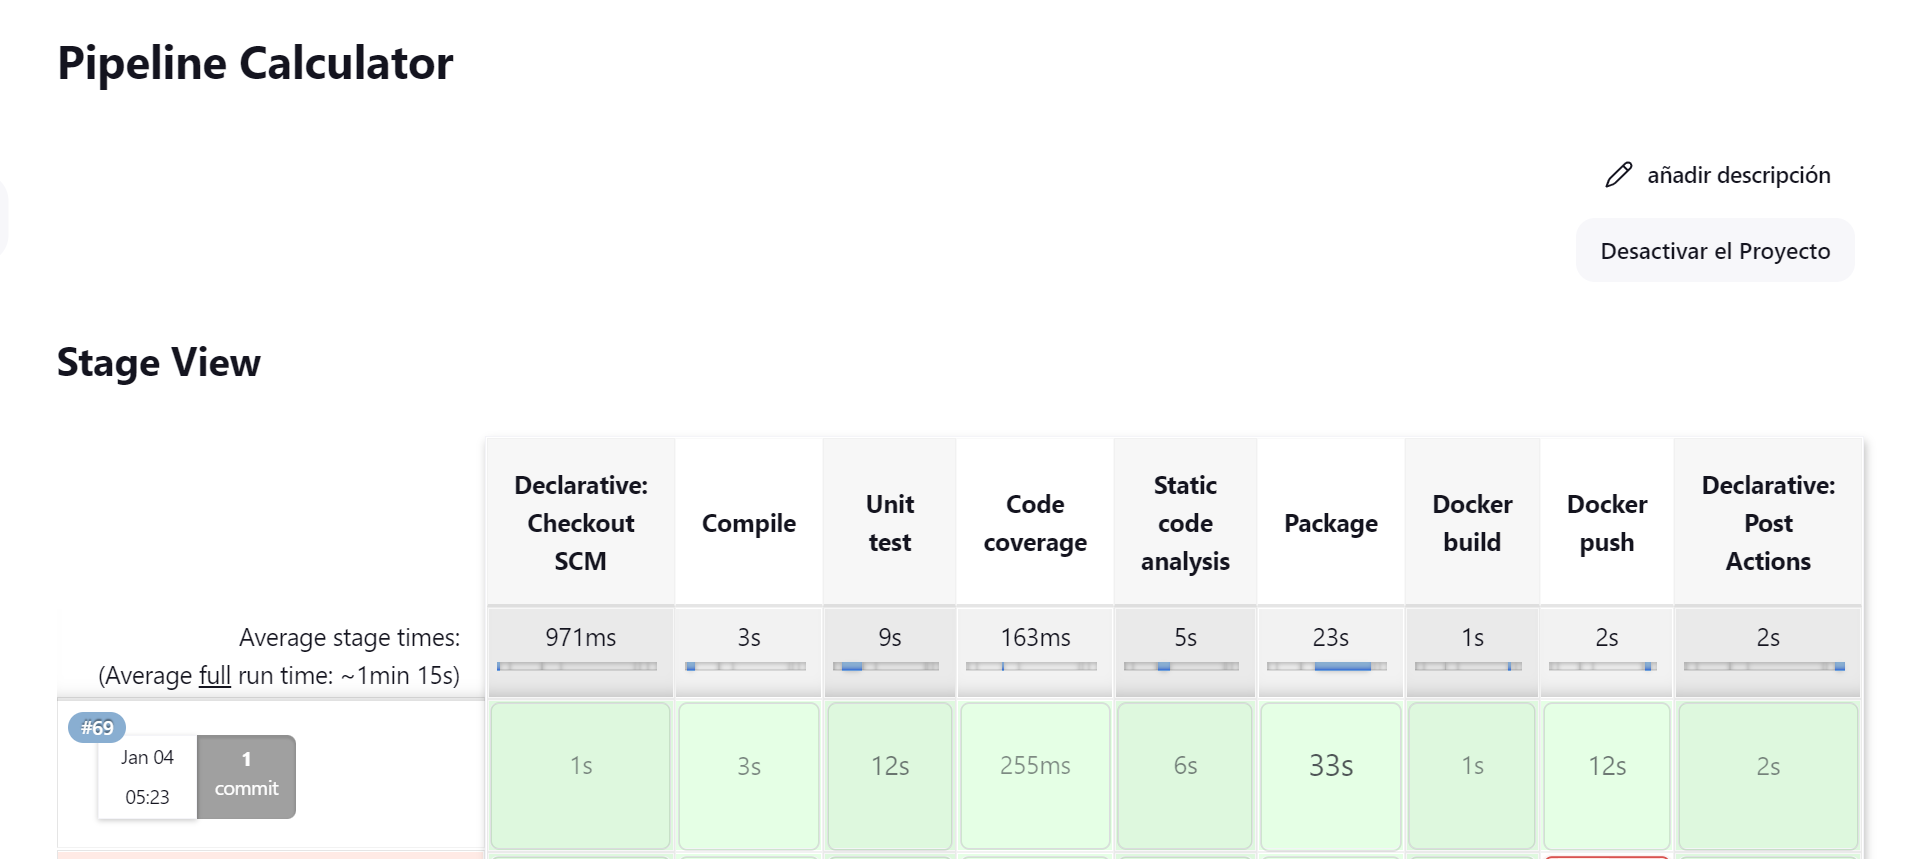 Pipeline Calculator
añadir descripción
Desactivar el Proyecto
Stage View
Declarative:
Checkout
SCM
Compile
Unit
test
Code
coverage
Static
code
analysis
Package
Docker
build
Docker
push
Declarative:
Post
Actions
Average stage times:
(Average full run time: ~1min 15s)
971ms
3s
9s
163ms
5s
23s
1s
2s
2s
#69
Jan 04
05:23
1
commit
1s
3s
12s
255ms
6s
33s
1s
12s
2s